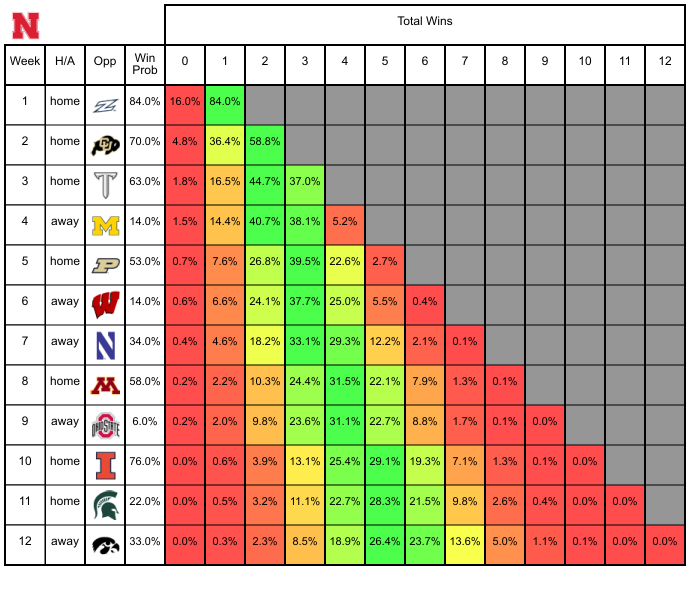 N
Total Wins
Week H/A Opp Win Prob 0 1 2 3 4 5 6 7 8 9 10 11 12
1 home Z 84.0% 16.0% 84.0%
2 home CU 70.0% 4.8% 36.4% 58.8%
3 home T 63.0% 1.8% 16.5% 44.7% 37.0%
4 away M 14.0% 1.5% 14.4% 40.7% 38.1% 5.2%
5 home P 53.0% 0.7% 7.6% 26.8% 39.5% 22.6% 2.7%
6 away W 14.0% 0.6% 6.6% 24.1% 37.7% 25.0% 5.5% 0.4%
7 away N 34.0% 0.4% 4.6% 18.2% 33.1% 29.3% 12.2% 2.1% 0.1%
8 home M 58.0% 0.2% 2.2% 10.3% 24.4% 31.5% 22.1% 7.9% 1.3% 0.1%
9 away OHIO STATE 6.0% 0.2% 2.0% 9.8% 23.6% 31.1% 22.7% 8.8% 1.7% 0.1% 0.0%
10 home I 76.0% 0.0% 0.6% 3.9% 13.1% 25.4% 29.1% 19.3% 7.1% 1.3% 0.1% 0.0%
11 home 22.0% 0.0% 0.5% 3.2% 11.1% 22.7% 28.3% 21.5% 9.8% 2.6% 0.4% 0.0% 0.0%
12 away 33.0% 0.0% 0.3% 2.3% 8.5% 18.9% 26.4% 23.7% 13.6% 5.0% 1.1% 0.1% 0.0% 0.0%